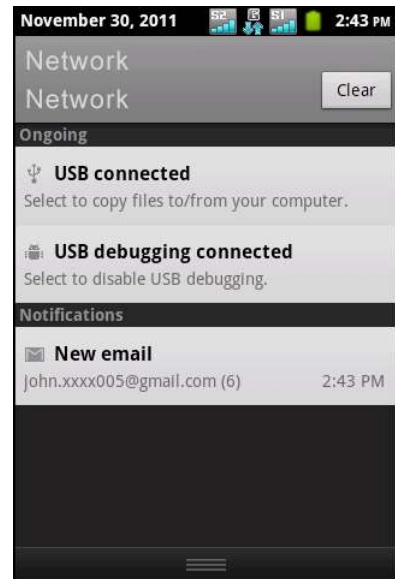 November 30, 2011 S2 E S1 2:43 PM
Network
Network
Clear
Ongoing
USB connected
Select to copy files to/from your computer.
USB debugging connected
Select to disable USB debugging.
Notifications
New email
john.xxxx005@gmail.com (6) 2:43 PM